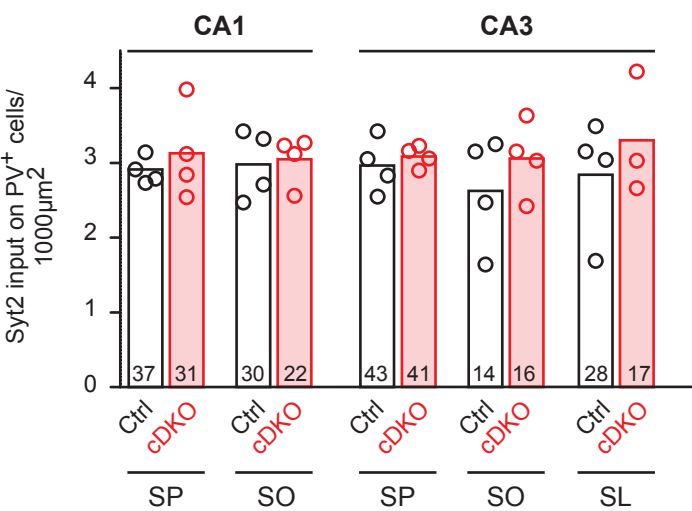 CA1 CA3
Syt2 input on PV+ cells/
1000µm2
4
3
2
1
0
37 31 30 22 43 41 14 16 28 17
Ctrl cDKO Ctrl cDKO Ctrl cDKO Ctrl cDKO Ctrl cDKO
SP SO SP SO SL